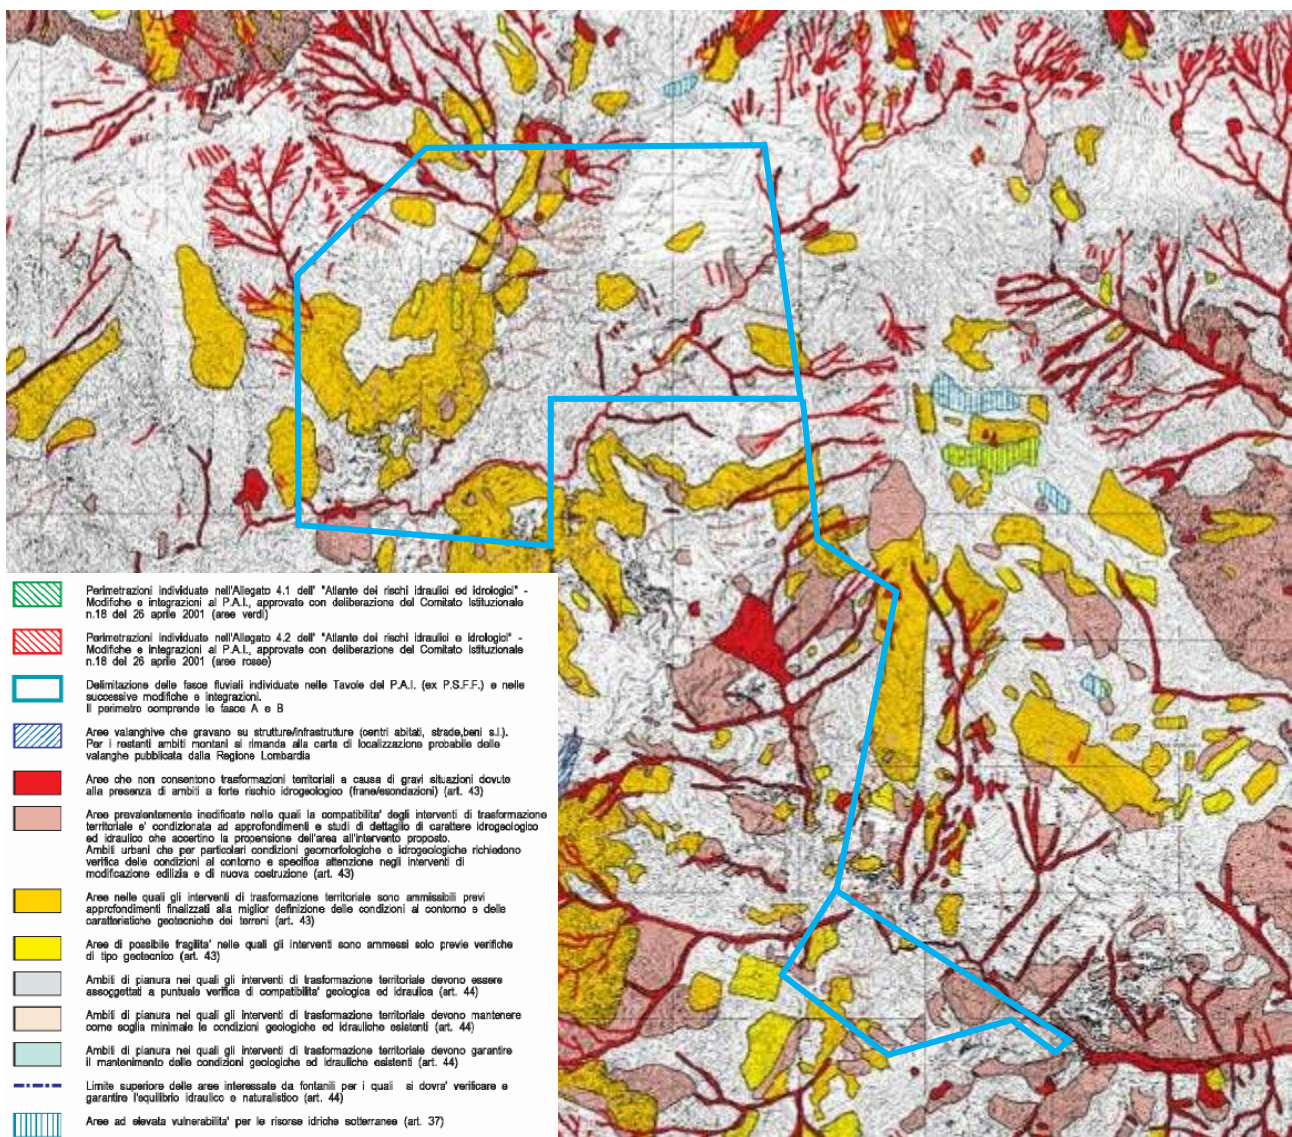 Perimetrazioni individuate nell'Allegato 4.1 dell' "Atlante dei rischi idraulici ed idrologici" -
Modifiche e integrazioni al P.A.I., approvate con deliberazione del Comitato Istituzionale
n.18 del 26 aprile 2001 (aree verdi)
Perimetrazioni individuate nell'Allegato 4.2 dell' "Atlante dei rischi idraulici e idrologici" -
Modifiche e integrazioni al P.A.I., approvate con deliberazione del Comitato Istituzionale
n.18 del 26 aprile 2001 (aree rosse)
Delimitazione delle fasce fluviali individuate nelle Tavole del P.A.I. (ex P.S.F.F.) e nelle
successive modifiche e integrazioni.
Il perimetro comprende le fasce A e B
Aree valanghive che gravano su strutture/infrastrutture (centri abitati, strade,beni s.l.).
Per i restanti ambiti montani si rimanda alla carta di localizzazione probabile delle
valanghe pubblicata dalla Regione Lombardia
Aree che non consentono trasformazioni territoriali a causa di gravi situazioni dovute
alla presenza di ambiti a forte rischio idrogeologico (frane/esondazioni) (art. 43)
Aree prevalentemente inedificate nelle quali la compatibilita' degli interventi di trasformazione
territoriale e' condizionata ad approfondimenti e studi di dettaglio di carattere idrogeologico
ed idraulico che accertino la propensione dell'area all'intervento proposto.
Ambiti urbani che per particolari condizioni geomorfologiche o idrogeologiche richiedono
verifica delle condizioni al contorno e specifica attenzione negli interventi di
modificazione edilizia e di nuova costruzione (art. 43)
Aree nelle quali gli interventi di trasformazione territoriale sono ammissibili previ
approfondimenti finalizzati alla miglior definizione delle condizioni al contorno e delle
caratteristiche geotecniche dei terreni (art. 43)
Aree di possibile fragilita' nelle quali gli interventi sono ammessi solo previe verifiche
di tipo geotecnico (art. 43)
Ambiti di pianura nei quali gli interventi di trasformazione territoriale devono essere
assoggettati a puntuale verifica di compatibilita' geologica ed idraulica (art. 44)
Ambiti di pianura nei quali gli interventi di trasformazione territoriale devono mantenere
come soglia minimale le condizioni geologiche ed idrauliche esistenti (art. 44)
Ambiti di pianura nei quali gli interventi di trasformazione territoriale devono garantire
il mantenimento delle condizioni geologiche ed idrauliche esistenti (art. 44)
Limite superiore delle aree interessate da fontanili per i quali si dovra' verificare e
garantire l'equilibrio idraulico e naturalistico (art. 44)
Aree ad elevata vulnerabilita' per le risorse idriche sotterranee (art. 37)